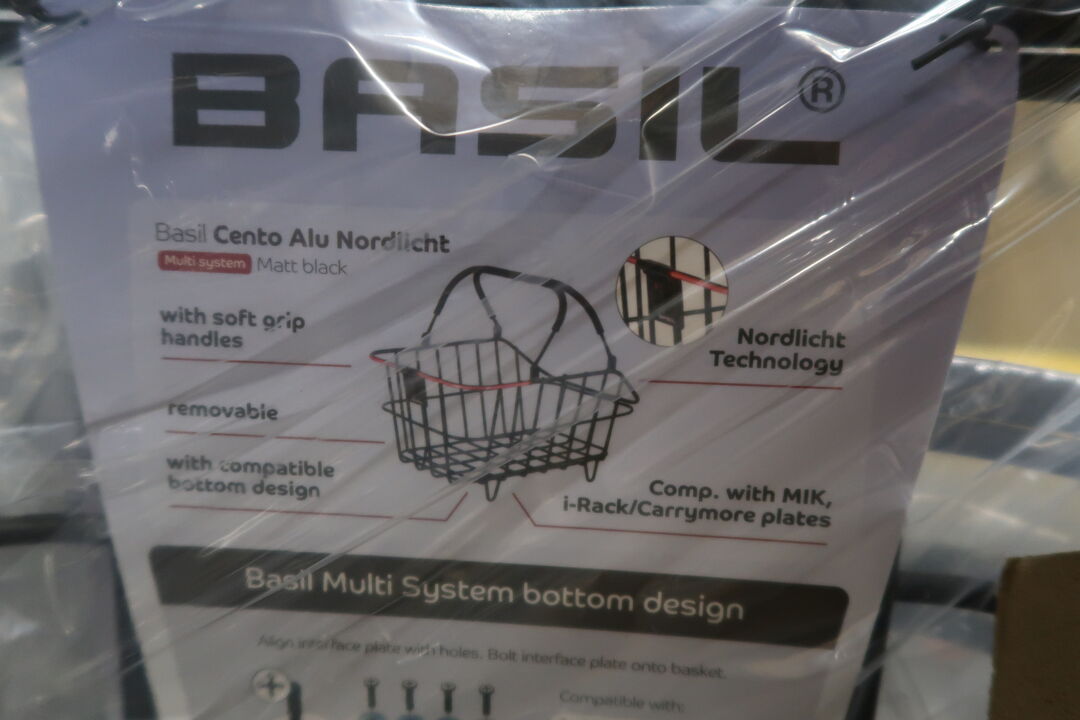 BASIL®
Basil Cento Alu Nordlicht
Multi system Matt black
with soft grip
handles
Nordlicht
Technology
removable
with compatible
bottom design
Comp. with MIK,
i-Rack/Carrymore plates
Basil Multi System bottom design
Align interface plate with holes. Bolt interface plate onto basket.
Compatible with: